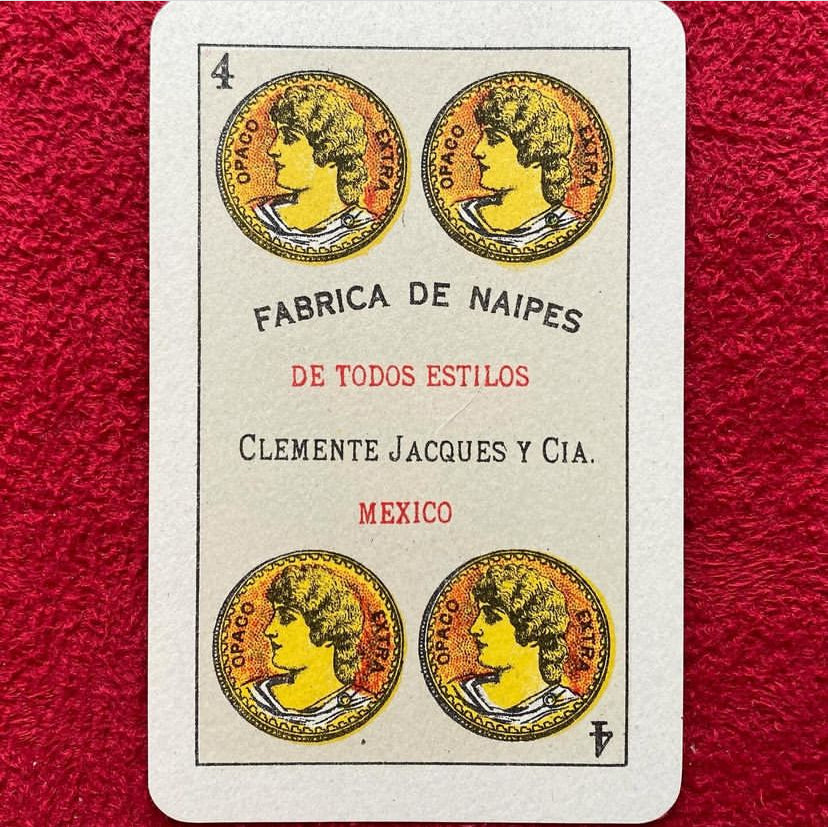 4
OPACO EXTRA OPACO EXTRA
FABRICA DE NAIPES
DE TODOS ESTILOS
CLEMENTE JACQUES Y CIA.
MEXICO
OPACO EXTRA OPACO EXTRA
4